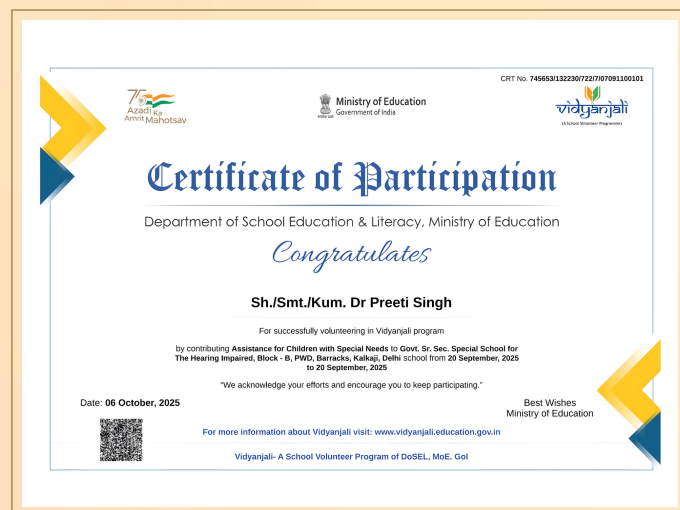 CRT No. 745653/132230/722/7/07091100101
75
Azadi Ka
Amrit Mahotsav
Ministry of Education
Government of India
vidyanjali
(A School Volunteer Programme)
Certificate of Participation
Department of School Education & Literacy, Ministry of Education
Congratulates
Sh./Smt./Kum. Dr Preeti Singh
For successfully volunteering in Vidyanjali program
by contributing Assistance for Children with Special Needs to Govt. Sr. Sec. Special School for
The Hearing Impaired, Block - B, PWD, Barracks, Kalkaji, Delhi school from 20 September, 2025
to 20 September, 2025
“We acknowledge your efforts and encourage you to keep participating.”
Date: 06 October, 2025
Best Wishes
Ministry of Education
For more information about Vidyanjali visit: www.vidyanjali.education.gov.in
Vidyanjali- A School Volunteer Program of DoSEL, MoE. GoI